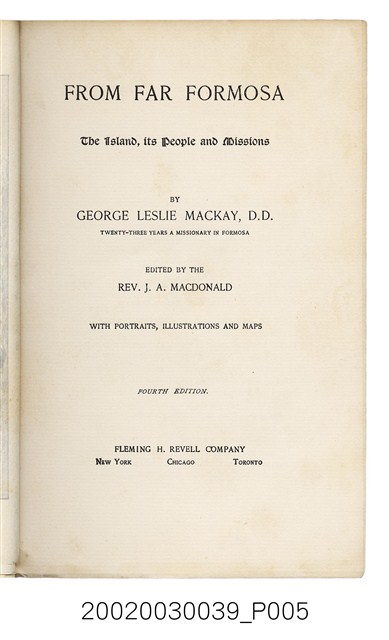 FROM FAR FORMOSA
The Island, its People and Missions
BY
GEORGE LESLIE MACKAY, D.D.
TWENTY-THREE YEARS A MISSIONARY IN FORMOSA
EDITED BY THE
REV. J. A. MACDONALD
WITH PORTRAITS, ILLUSTRATIONS AND MAPS
FOURTH EDITION.
FLEMING H. REVELL COMPANY
NEW YORK CHICAGO TORONTO
20020030039_P005